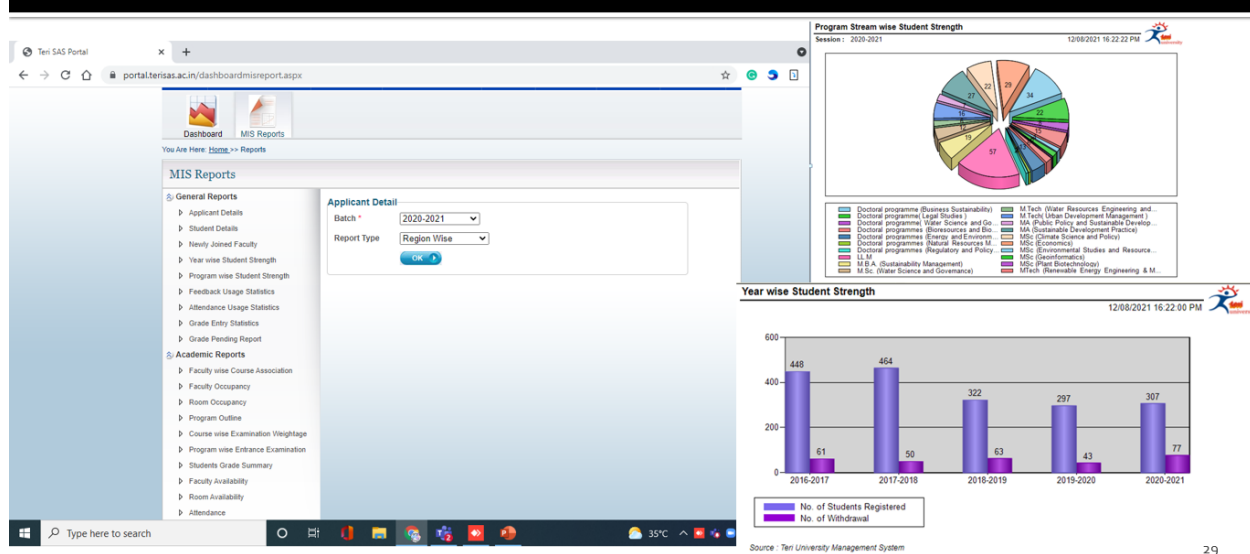 Teri SAS Portal
portal.terisas.ac.in/dashboardmisreport.aspx
Dashboard
MIS Reports
You Are Here: Home >> Reports
MIS Reports
General Reports
Applicant Details
Student Details
Newly Joined Faculty
Year wise Student Strength
Program wise Student Strength
Feedback Usage Statistics
Attendance Usage Statistics
Grade Entry Statistics
Grade Pending Report
Academic Reports
Faculty wise Course Association
Faculty Occupancy
Room Occupancy
Program Outline
Course wise Examination Weightage
Program wise Entrance Examination
Students Grade Summary
Faculty Availability
Room Availability
Attendance
Applicant Detail
Batch * 2020-2021
Report Type Region Wise
OK
Type here to search
35°C
Program Stream wise Student Strength
Session : 2020-2021 12/08/2021 16:22:22 PM
22 29 34
27 22
16 15
12 13
19
57
Doctoral programme (Business Sustainability)
Doctoral programme( Legal Studies )
Doctoral programme( Water Science and Go...
Doctoral programmes (Bioresources and Bio...
Doctoral programmes (Energy and Environm...
Doctoral programmes (Natural Resources M...
Doctoral programmes (Regulatory and Policy...
LL.M
M.B.A. (Sustainability Management)
M.Sc. (Water Science and Governance)
M.Tech (Water Resources Engineering and...
M.Tech( Urban Development Management )
MA (Public Policy and Sustainable Develop...
MA (Sustainable Development Practice)
MSc (Climate Science and Policy)
MSc (Economics)
MSc (Environmental Studies and Resource...
MSc (Geoinformatics)
MSc (Plant Biotechnology)
MTech (Renewable Energy Engineering & M...
Year wise Student Strength
12/08/2021 16:22:00 PM
600
400
200
0
448 61
464 50
322 63
297 43
307 77
2016-2017 2017-2018 2018-2019 2019-2020 2020-2021
No. of Students Registered
No. of Withdrawal
Source : Teri University Management System
29